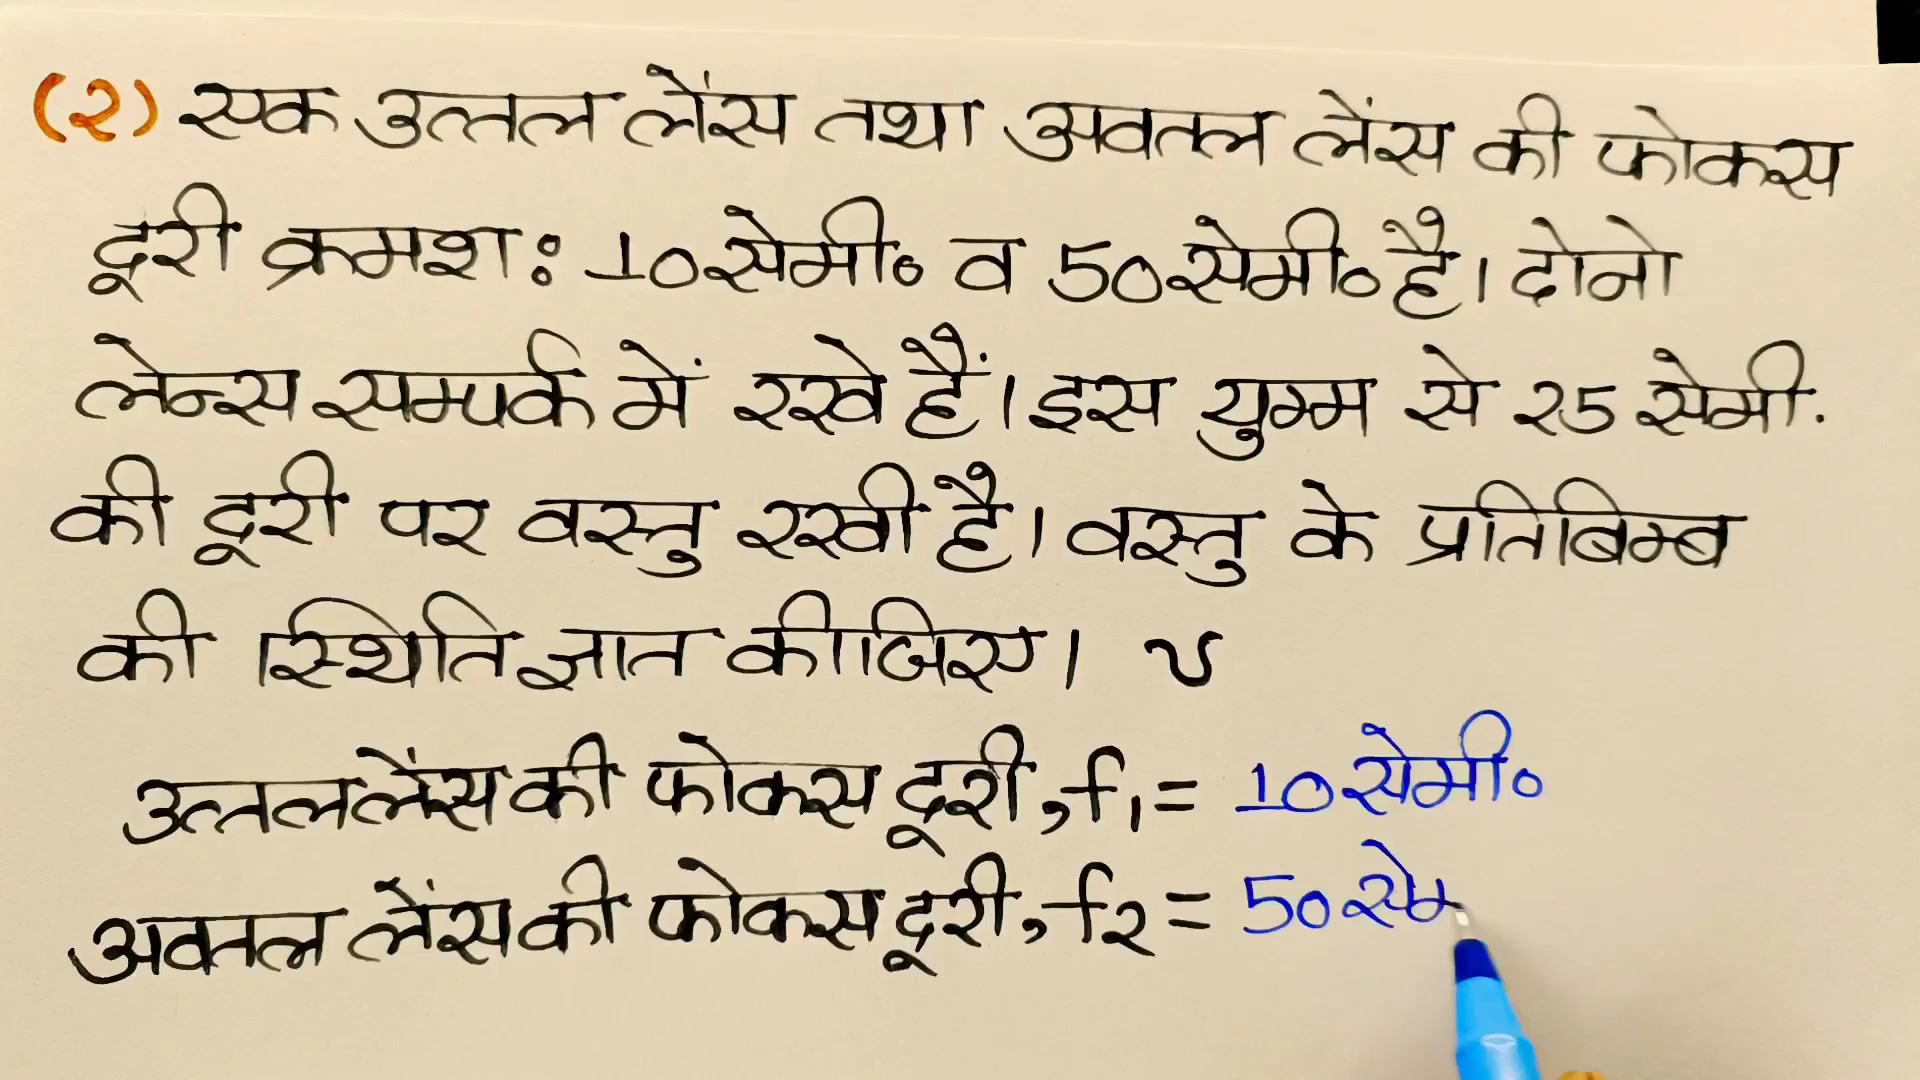 (2) एक उत्तल लेंस तथा अवतल लेंस की फोकस
दूरी क्रमशः 10 सेमी० व 50 सेमी० है। दोनो
लेन्स सम्पर्क में रखे हैं। इस युग्म से 25 सेमी.
की दूरी पर वस्तु रखी है। वस्तु के प्रतिबिम्ब
की स्थिति ज्ञात कीजिए। v
उत्तल लेंस की फोकस दूरी, f1 = 10 सेमी०
अवतल लेंस की फोकस दूरी, f2 = 50 सेम